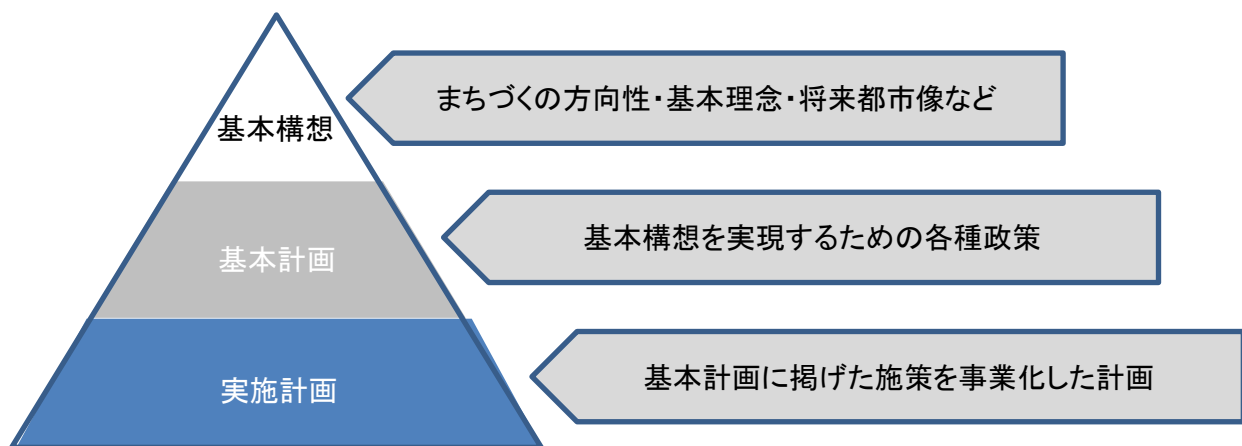 まちづくの方向性・基本理念・将来都市像など
基本構想
基本構想を実現するための各種政策
基本計画
基本計画に掲げた施策を事業化した計画
実施計画